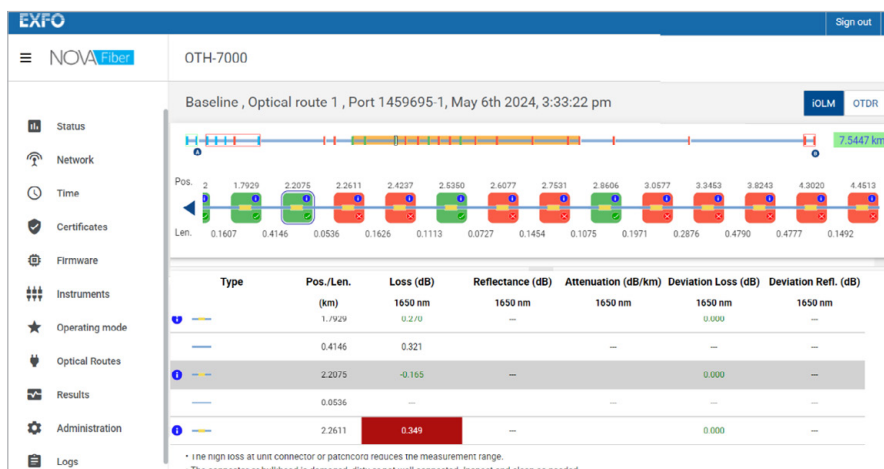 EXFO
Sign out
NOVA Fiber
OTH-7000
Baseline , Optical route 1 , Port 1459695-1, May 6th 2024, 3:33:22 pm
iOLM
OTDR
A
B
7.5447 km
Status
Network
Time
Certificates
Firmware
Instruments
Operating mode
Optical Routes
Results
Administration
Logs
Pos. 2 1.7929 2.2075 2.2611 2.4237 2.5350 2.6077 2.7531 2.8606 3.0577 3.3453 3.8243 4.3020 4.4513
Len. 0.1607 0.4146 0.0536 0.1626 0.1113 0.0727 0.1454 0.1075 0.1971 0.2876 0.4790 0.4777 0.1492
Type Pos./Len. Loss (dB) Reflectance (dB) Attenuation (dB/km) Deviation Loss (dB) Deviation Refl. (dB)
(km) 1650 nm 1650 nm 1650 nm 1650 nm 1650 nm
1.7929 0.270 --- 0.000 ---
0.4146 0.321 --- --- ---
2.2075 -0.165 --- 0.000 ---
0.0536 --- --- --- ---
2.2611 0.349 0.000 ---
• The high loss at unit connector or patchcord reduces the measurement range.